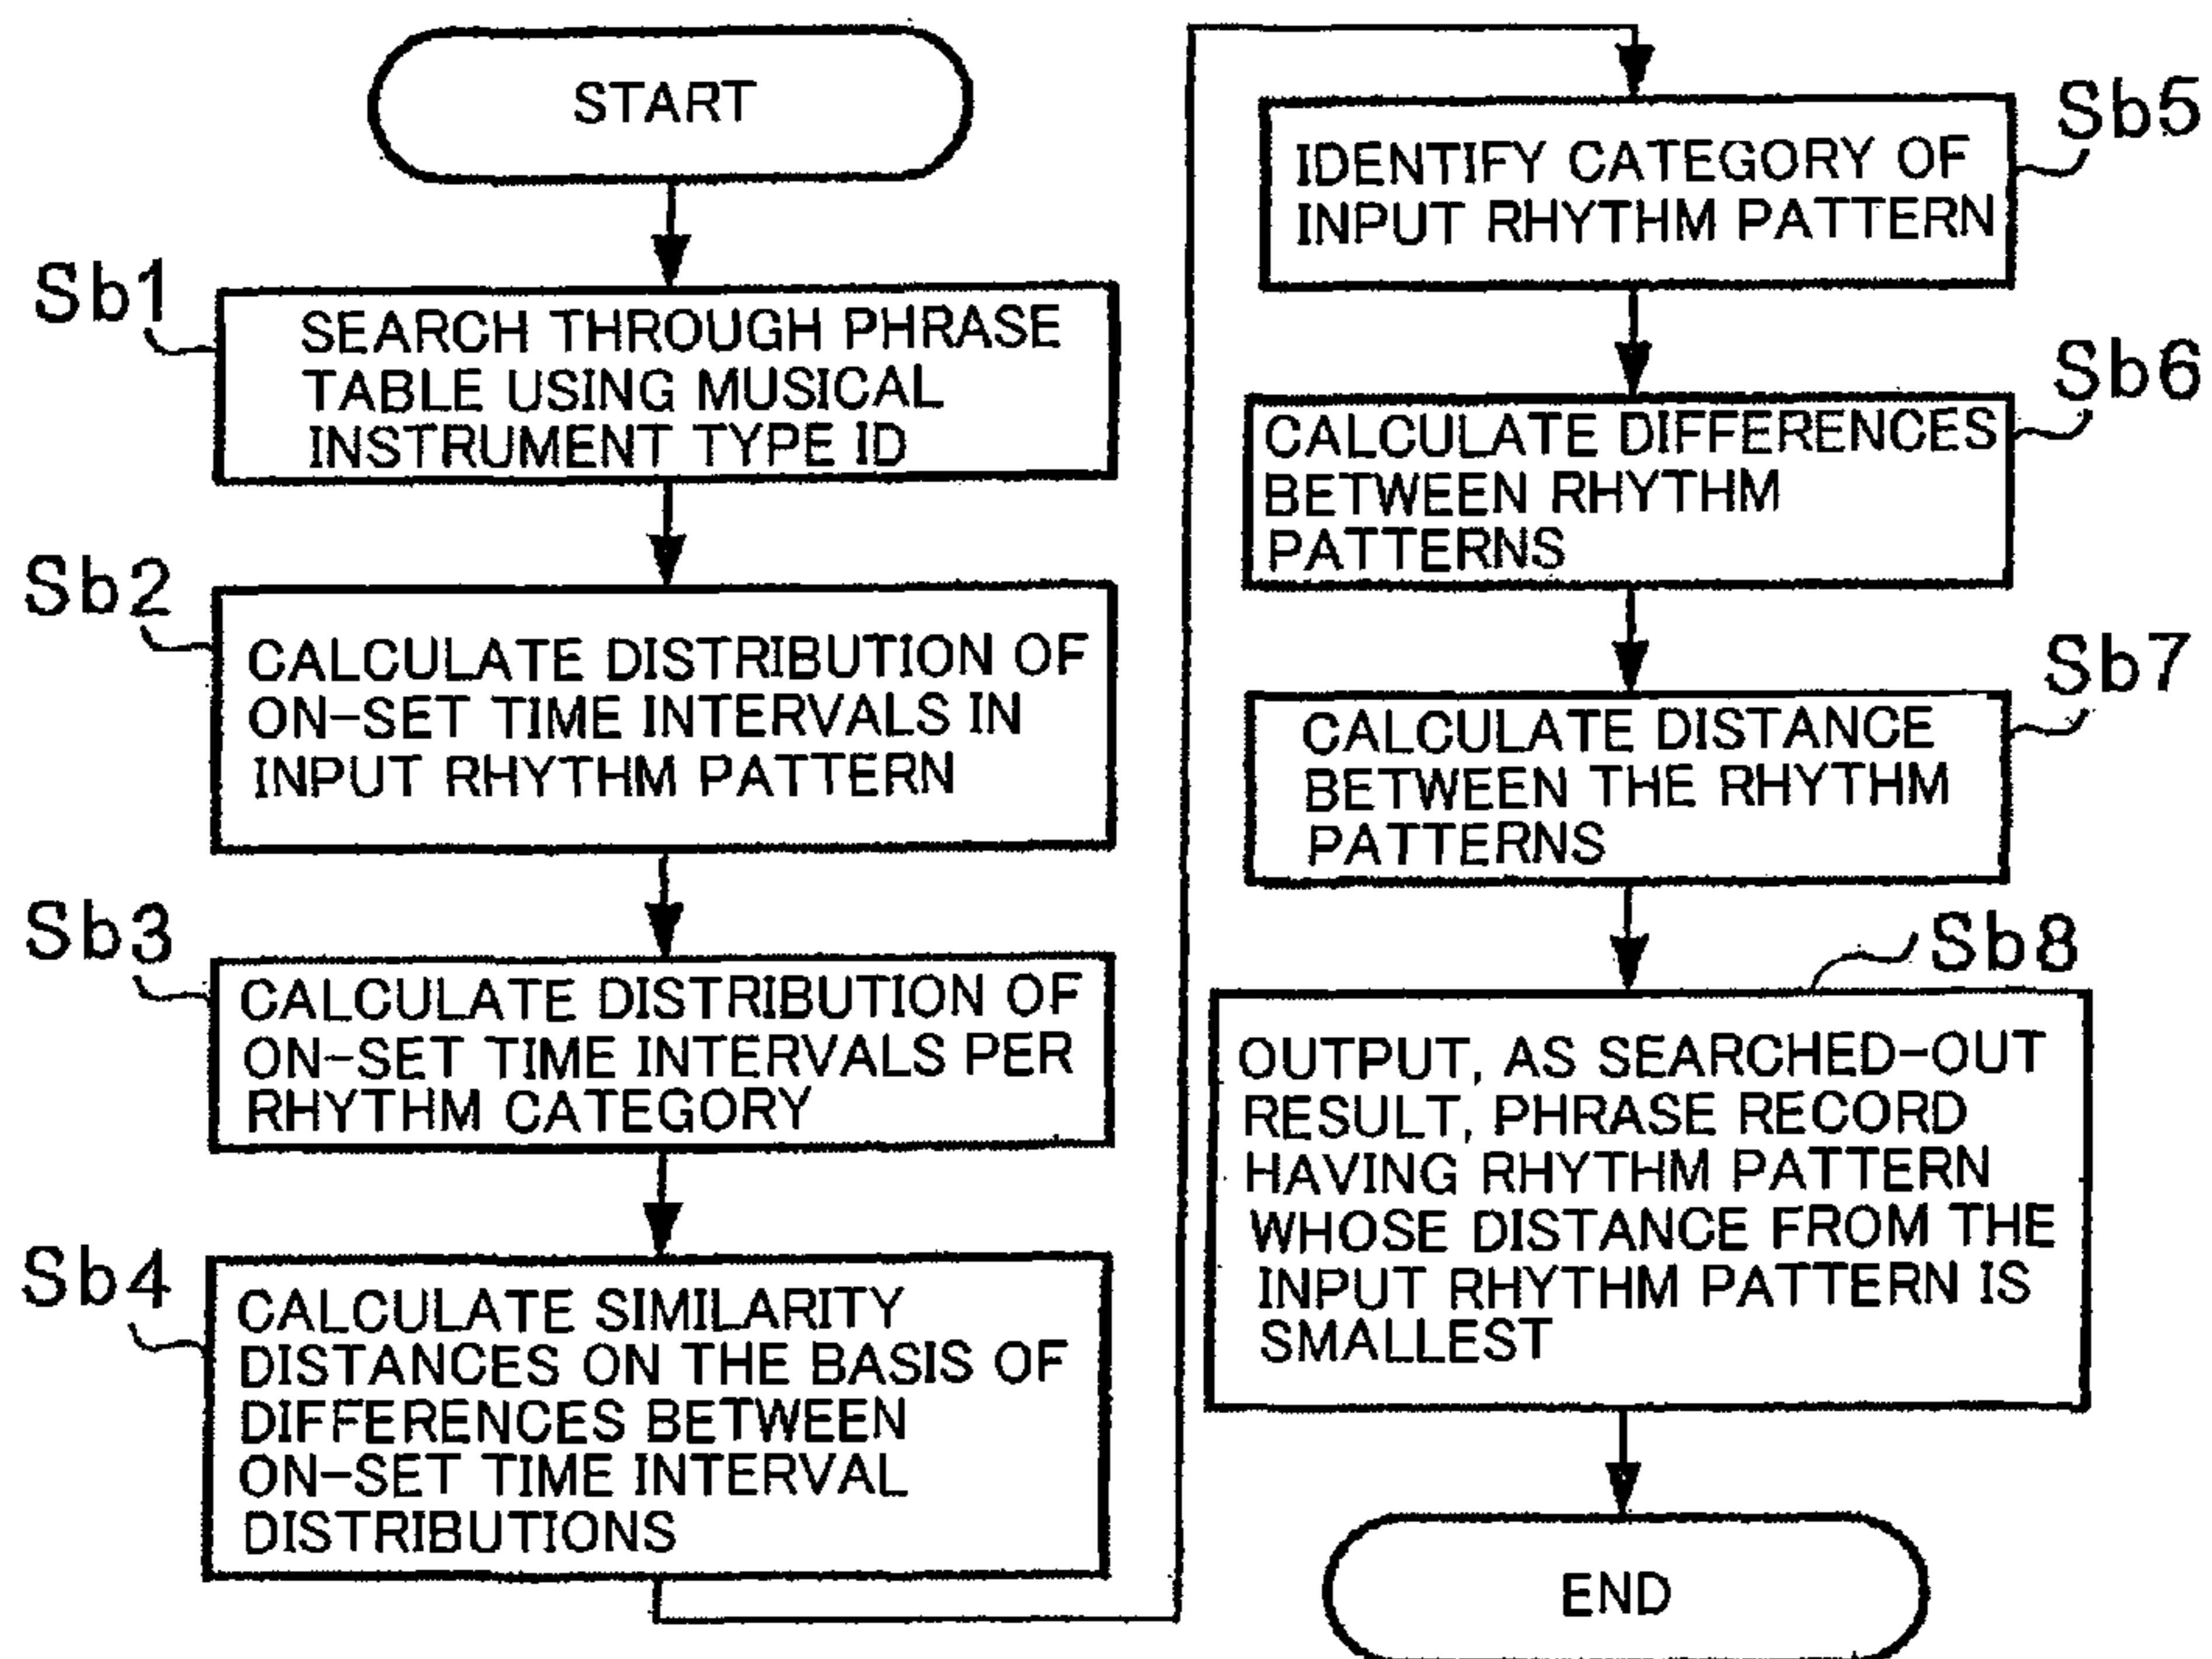 START
Sb1
SEARCH THROUGH PHRASE
TABLE USING MUSICAL
INSTRUMENT TYPE ID
Sb2
CALCULATE DISTRIBUTION OF
ON-SET TIME INTERVALS IN
INPUT RHYTHM PATTERN
Sb3
CALCULATE DISTRIBUTION OF
ON-SET TIME INTERVALS PER
RHYTHM CATEGORY
Sb4
CALCULATE SIMILARITY
DISTANCES ON THE BASIS OF
DIFFERENCES BETWEEN
ON-SET TIME INTERVAL
DISTRIBUTIONS
Sb5
IDENTIFY CATEGORY OF
INPUT RHYTHM PATTERN
Sb6
CALCULATE DIFFERENCES
BETWEEN RHYTHM
PATTERNS
Sb7
CALCULATE DISTANCE
BETWEEN THE RHYTHM
PATTERNS
Sb8
OUTPUT, AS SEARCHED-OUT
RESULT, PHRASE RECORD
HAVING RHYTHM PATTERN
WHOSE DISTANCE FROM THE
INPUT RHYTHM PATTERN IS
SMALLEST
END